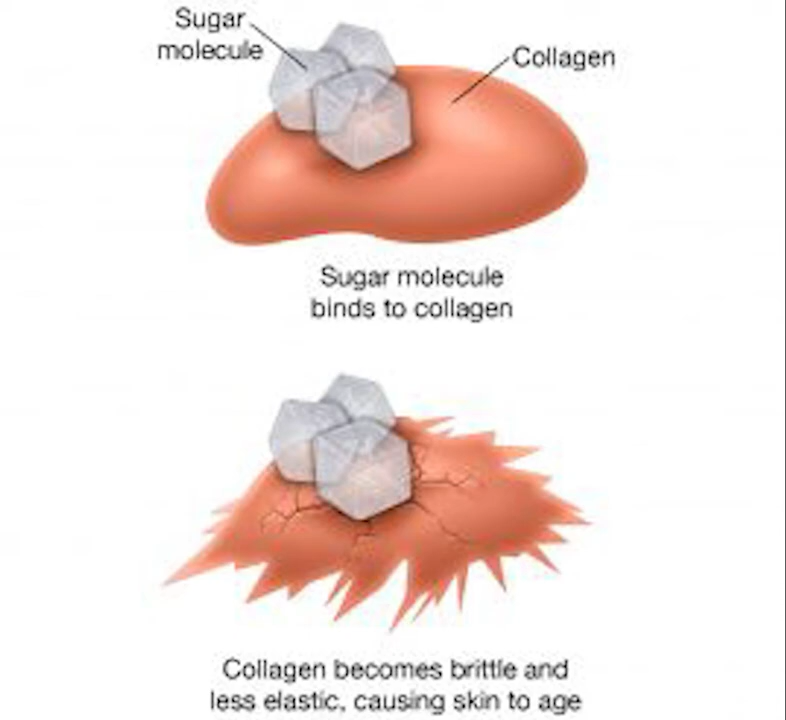 Sugar
molecule
Collagen
Sugar molecule
binds to collagen
Collagen becomes brittle and
less elastic, causing skin to age